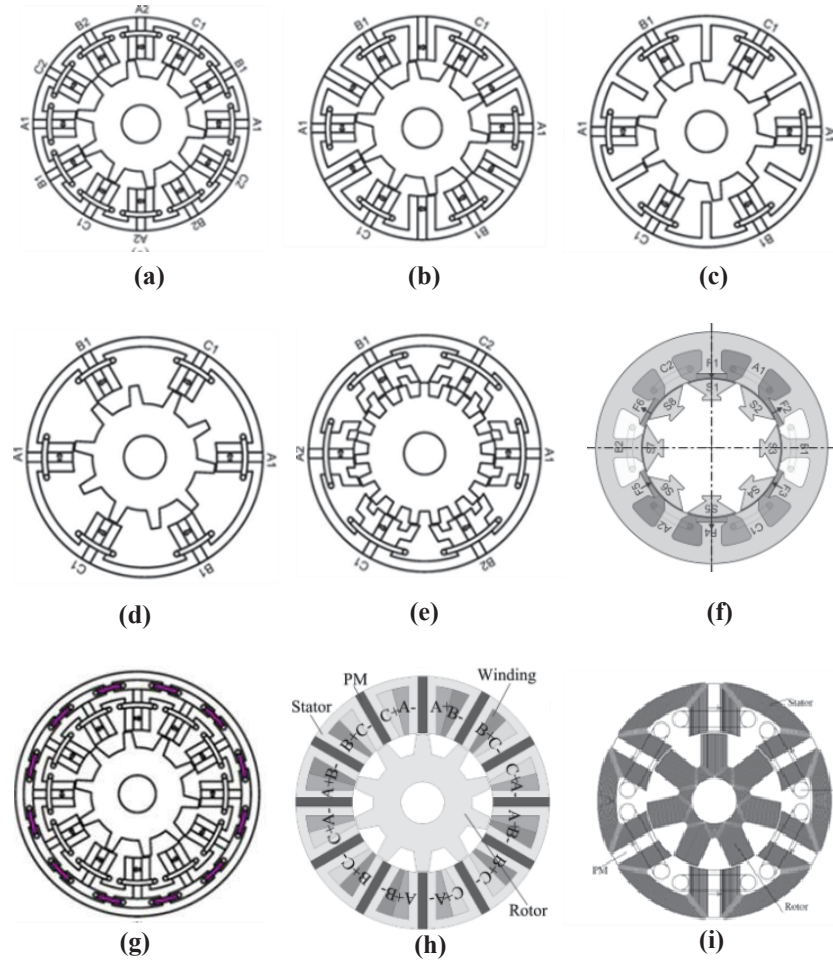 A2
B2 C1
C2 B1
A1 A1
B1 C2
C1 B2
A2
(a)
B1 C1
A1 A1
C1 B1
(b)
B1 C1
A1 A1
C1 B1
(c)
B1 C1
A1 A1
C1 B1
(d)
B1 C2
A2 A1
C1 B2
(e)
F1
C2 A1
S1
F6 S8 S2 F2
B2 S7 S3 B1
F5 S6 S4 F3
S5
A2 F4 C1
(f)
(g)
PM Winding
Stator
C+A- A+B-
B+C- B+C-
A+B- C+A-
C+A- A+B-
B+C- B+C-
A+B- C+A-
Rotor
(h)
Stator
PM
Rotor
(i)